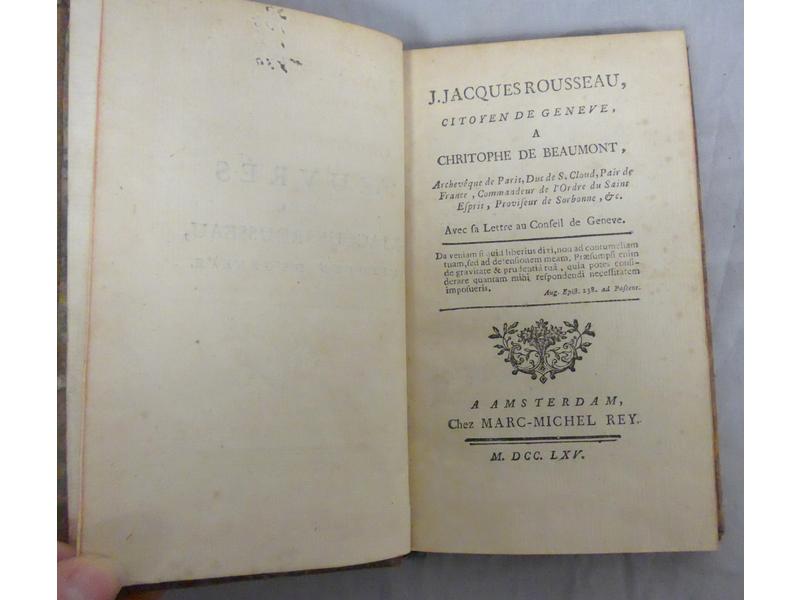 J. JACQUES ROUSSEAU,
CITOYEN DE GENEVE,
A
CHRITOPHE DE BEAUMONT,
Archevêque de Paris, Duc de S. Cloud, Pair de
France, Commandeur de l'Ordre du Saint
Esprit, Proviseur de Sorbonne, &c.
Avec sa Lettre au Conseil de Geneve.
Da veniam si quid liberius dixi, non ad contumeliam
tuam, sed ad defensionem meam. Præsumpsi enim
de gravitate & prudentiâ tuâ, quia potes consi-
derare quantam mihi respondendi necessitatem
imposueris.
Aug. Epist. 238. ad Pascent.
A AMSTERDAM,
Chez MARC-MICHEL REY.
M. DCC. LXV.